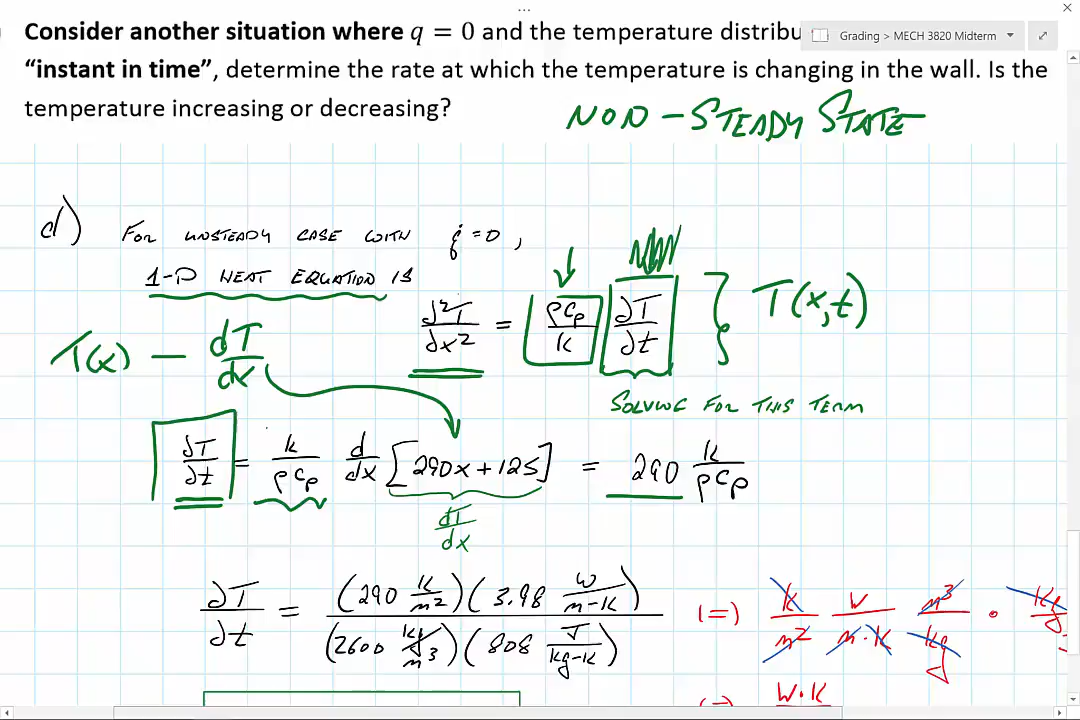 Consider another situation where q = 0 and the temperature distribu
Grading > MECH 3820 Midterm
"instant in time", determine the rate at which the temperature is changing in the wall. Is the
temperature increasing or decreasing?
NON - STEADY STATE
d) FOR UNSTEADY CASE WITH q̇ = 0 ,
1-D HEAT EQUATION IS
∂²T/∂x² = ρCp/k ∂T/∂t } T(x,t)
T(x) — dT/dx
SOLVING FOR THIS TERM
∂T/∂t = k/ρCp d/dx [290x + 125] = 290 k/ρCp
dT/dx
∂T/∂t = (290 K/m²)(3.98 W/m-K) / (2600 kg/m³)(808 J/kg-K) (=) K/m² W/m·K m³/kg · kg
(=) W·K